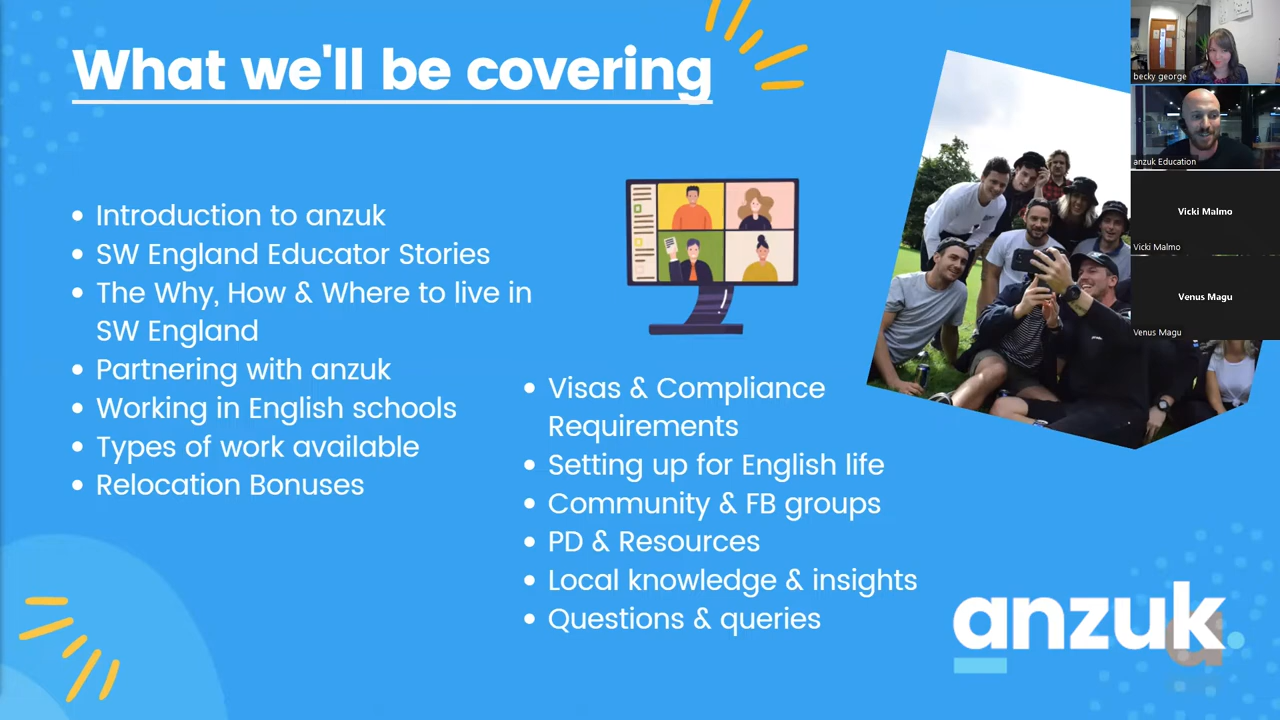 What we'll be covering
Introduction to anzuk
SW England Educator Stories
The Why, How & Where to live in
SW England
Partnering with anzuk
Working in English schools
Types of work available
Relocation Bonuses
Visas & Compliance
Requirements
Setting up for English life
Community & FB groups
PD & Resources
Local knowledge & insights
Questions & queries
anzuk.
becky george
anzuk Education
Vicki Malmo
Vicki Malmo
Venus Magu
Venus Magu